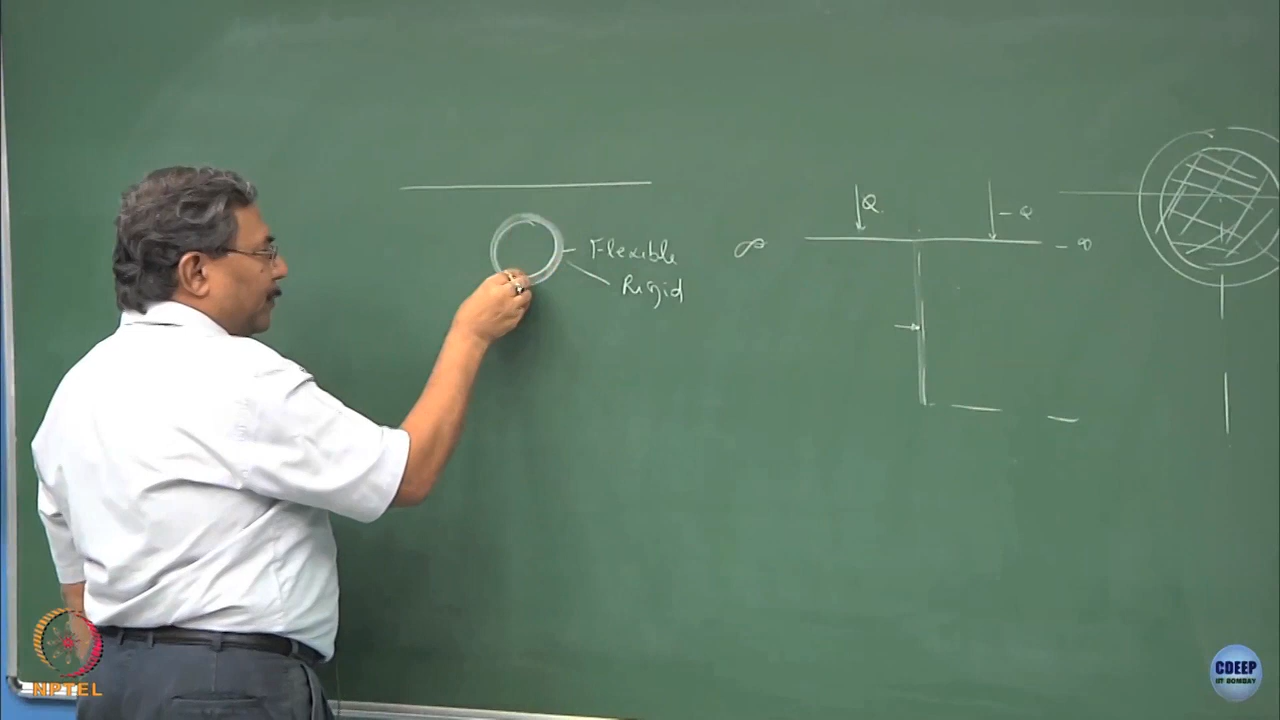 Flexible
Rigid
∞
Q
- Q
- ∞
NPTEL
CDEEP
IIT BOMBAY